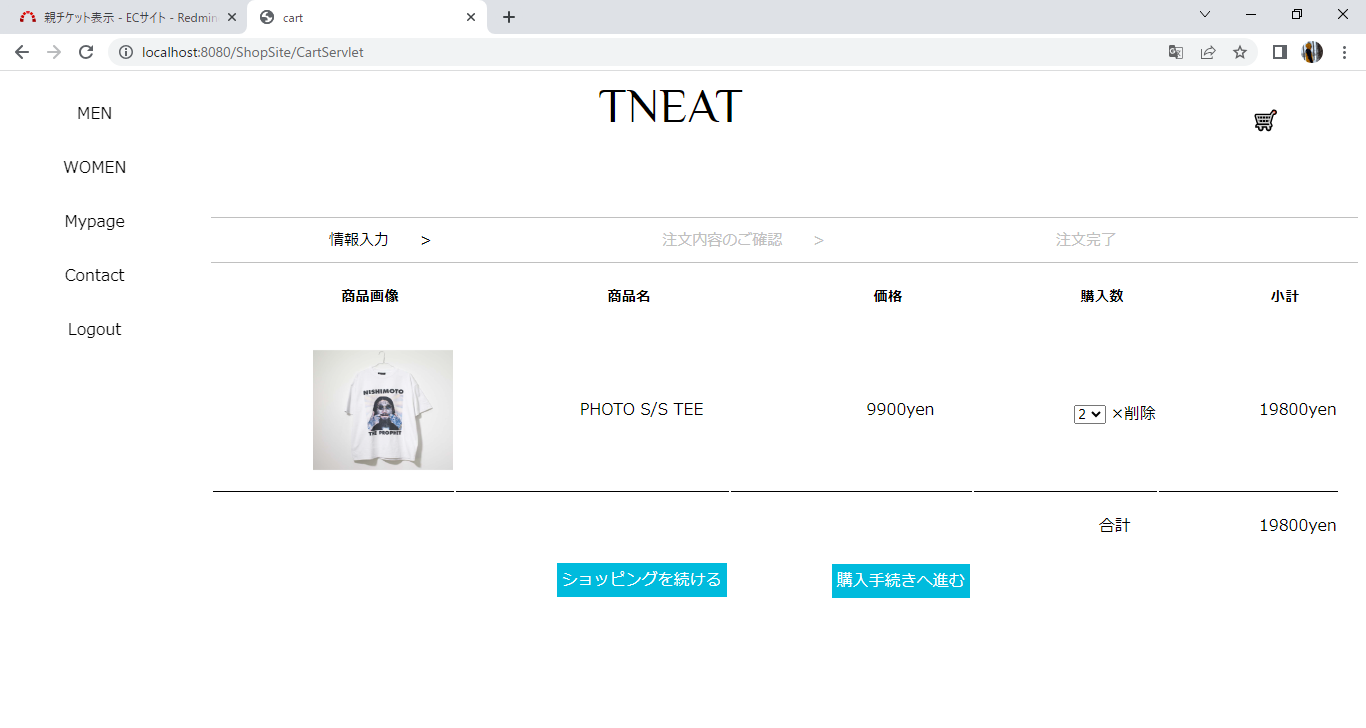 親チケット表示 - ECサイト - Redmin
cart
localhost:8080/ShopSite/CartServlet
TNEAT
MEN
WOMEN
Mypage
Contact
Logout
情報入力 >
注文内容のご確認 >
注文完了
商品画像 商品名 価格 購入数 小計
NISHIMOTO
THE PROPHET
PHOTO S/S TEE 9900yen 2 ×削除 19800yen
合計 19800yen
ショッピングを続ける 購入手続きへ進む